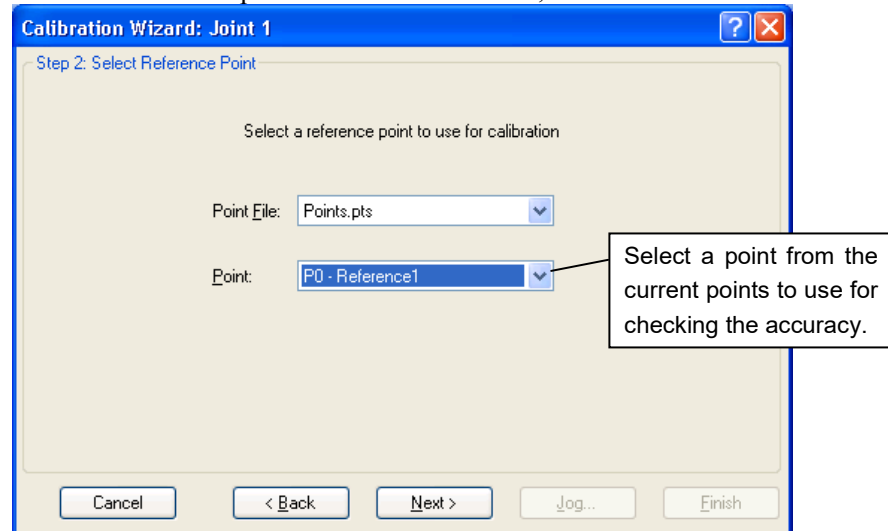 Calibration Wizard: Joint 1
Step 2: Select Reference Point
Select a reference point to use for calibration
Point File: Points.pts
Point: P0 - Reference1
Select a point from the
current points to use for
checking the accuracy.
Cancel < Back Next > Jog... Finish